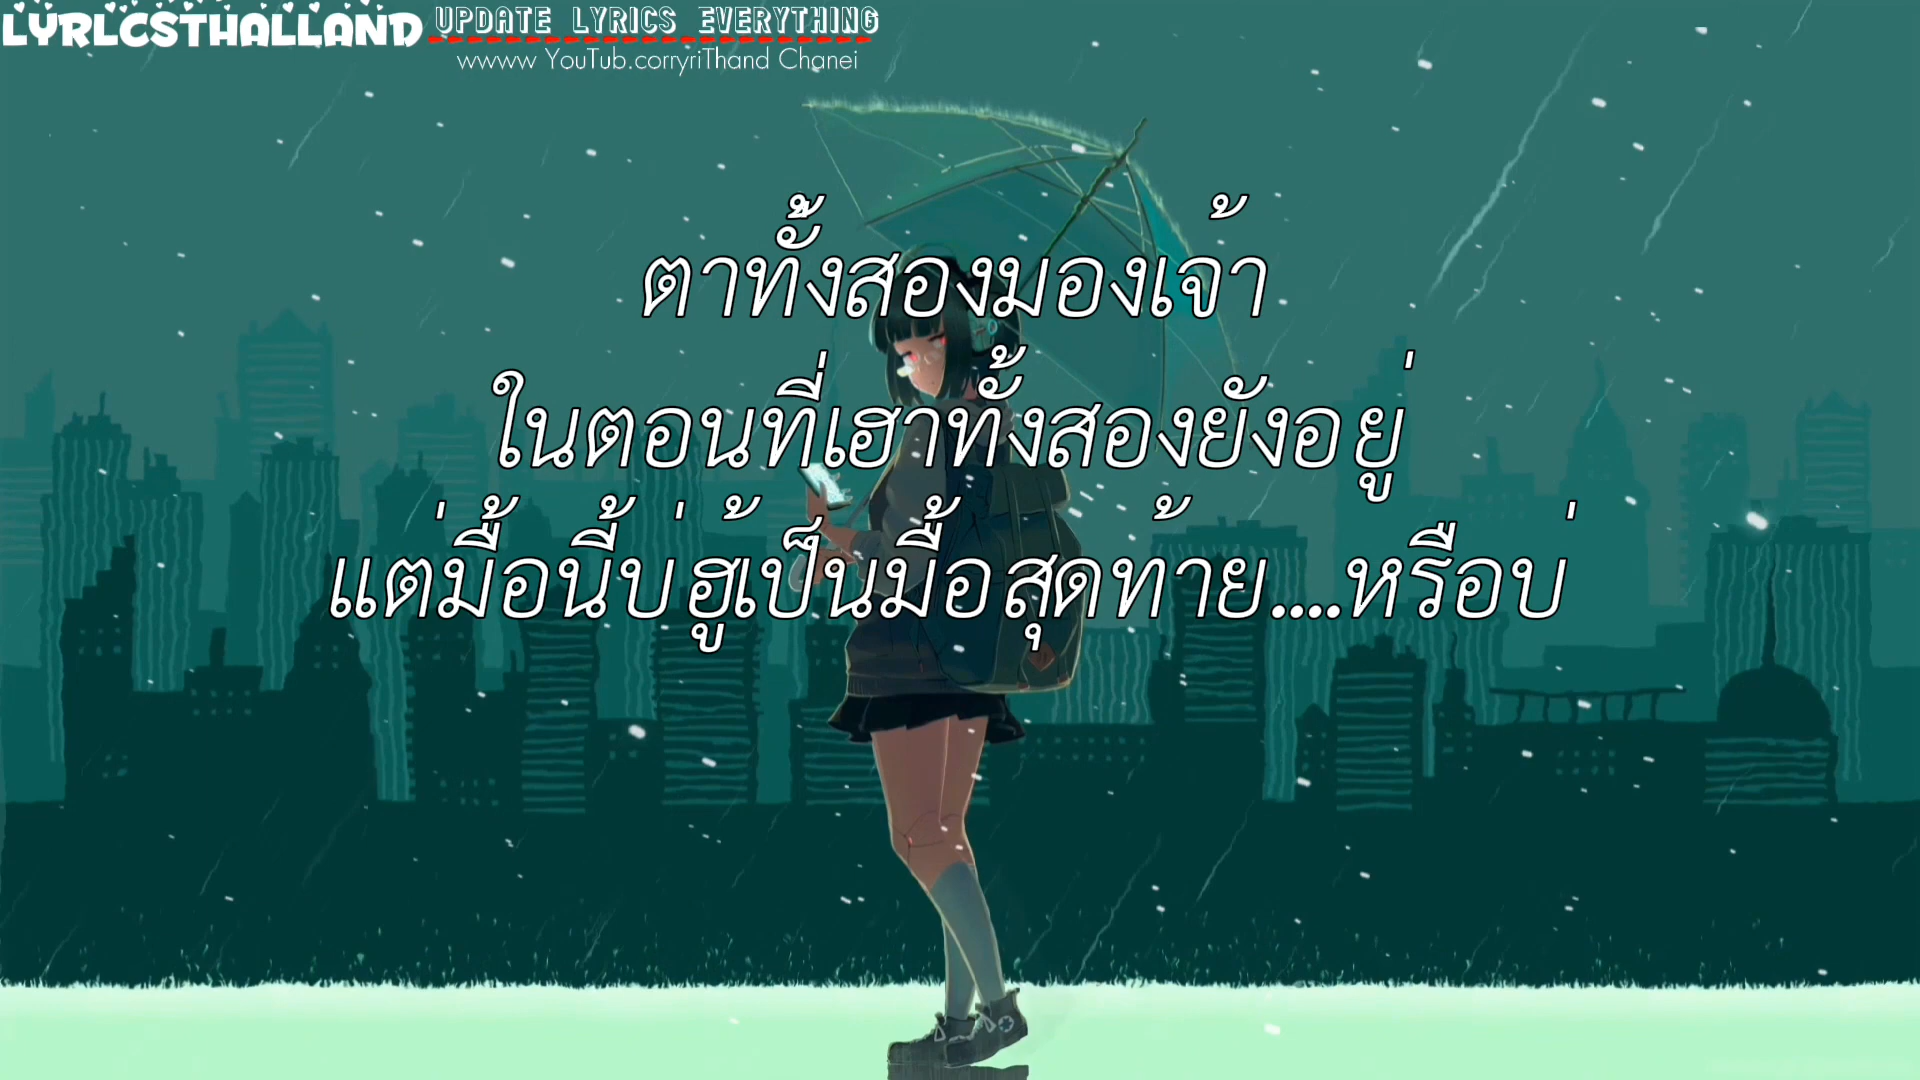 LYRLCSTHALLAND
UPDATE LYRICS EVERYTHING
wwww YouTub.corryriThand Chanei
ตาทั้งสองมองเจ้า
ในตอนที่เฮาทั้งสองยังอยู่
แต่มื้อนี้บ่ฮู้เป็นมื้อสุดท้าย....หรือบ่